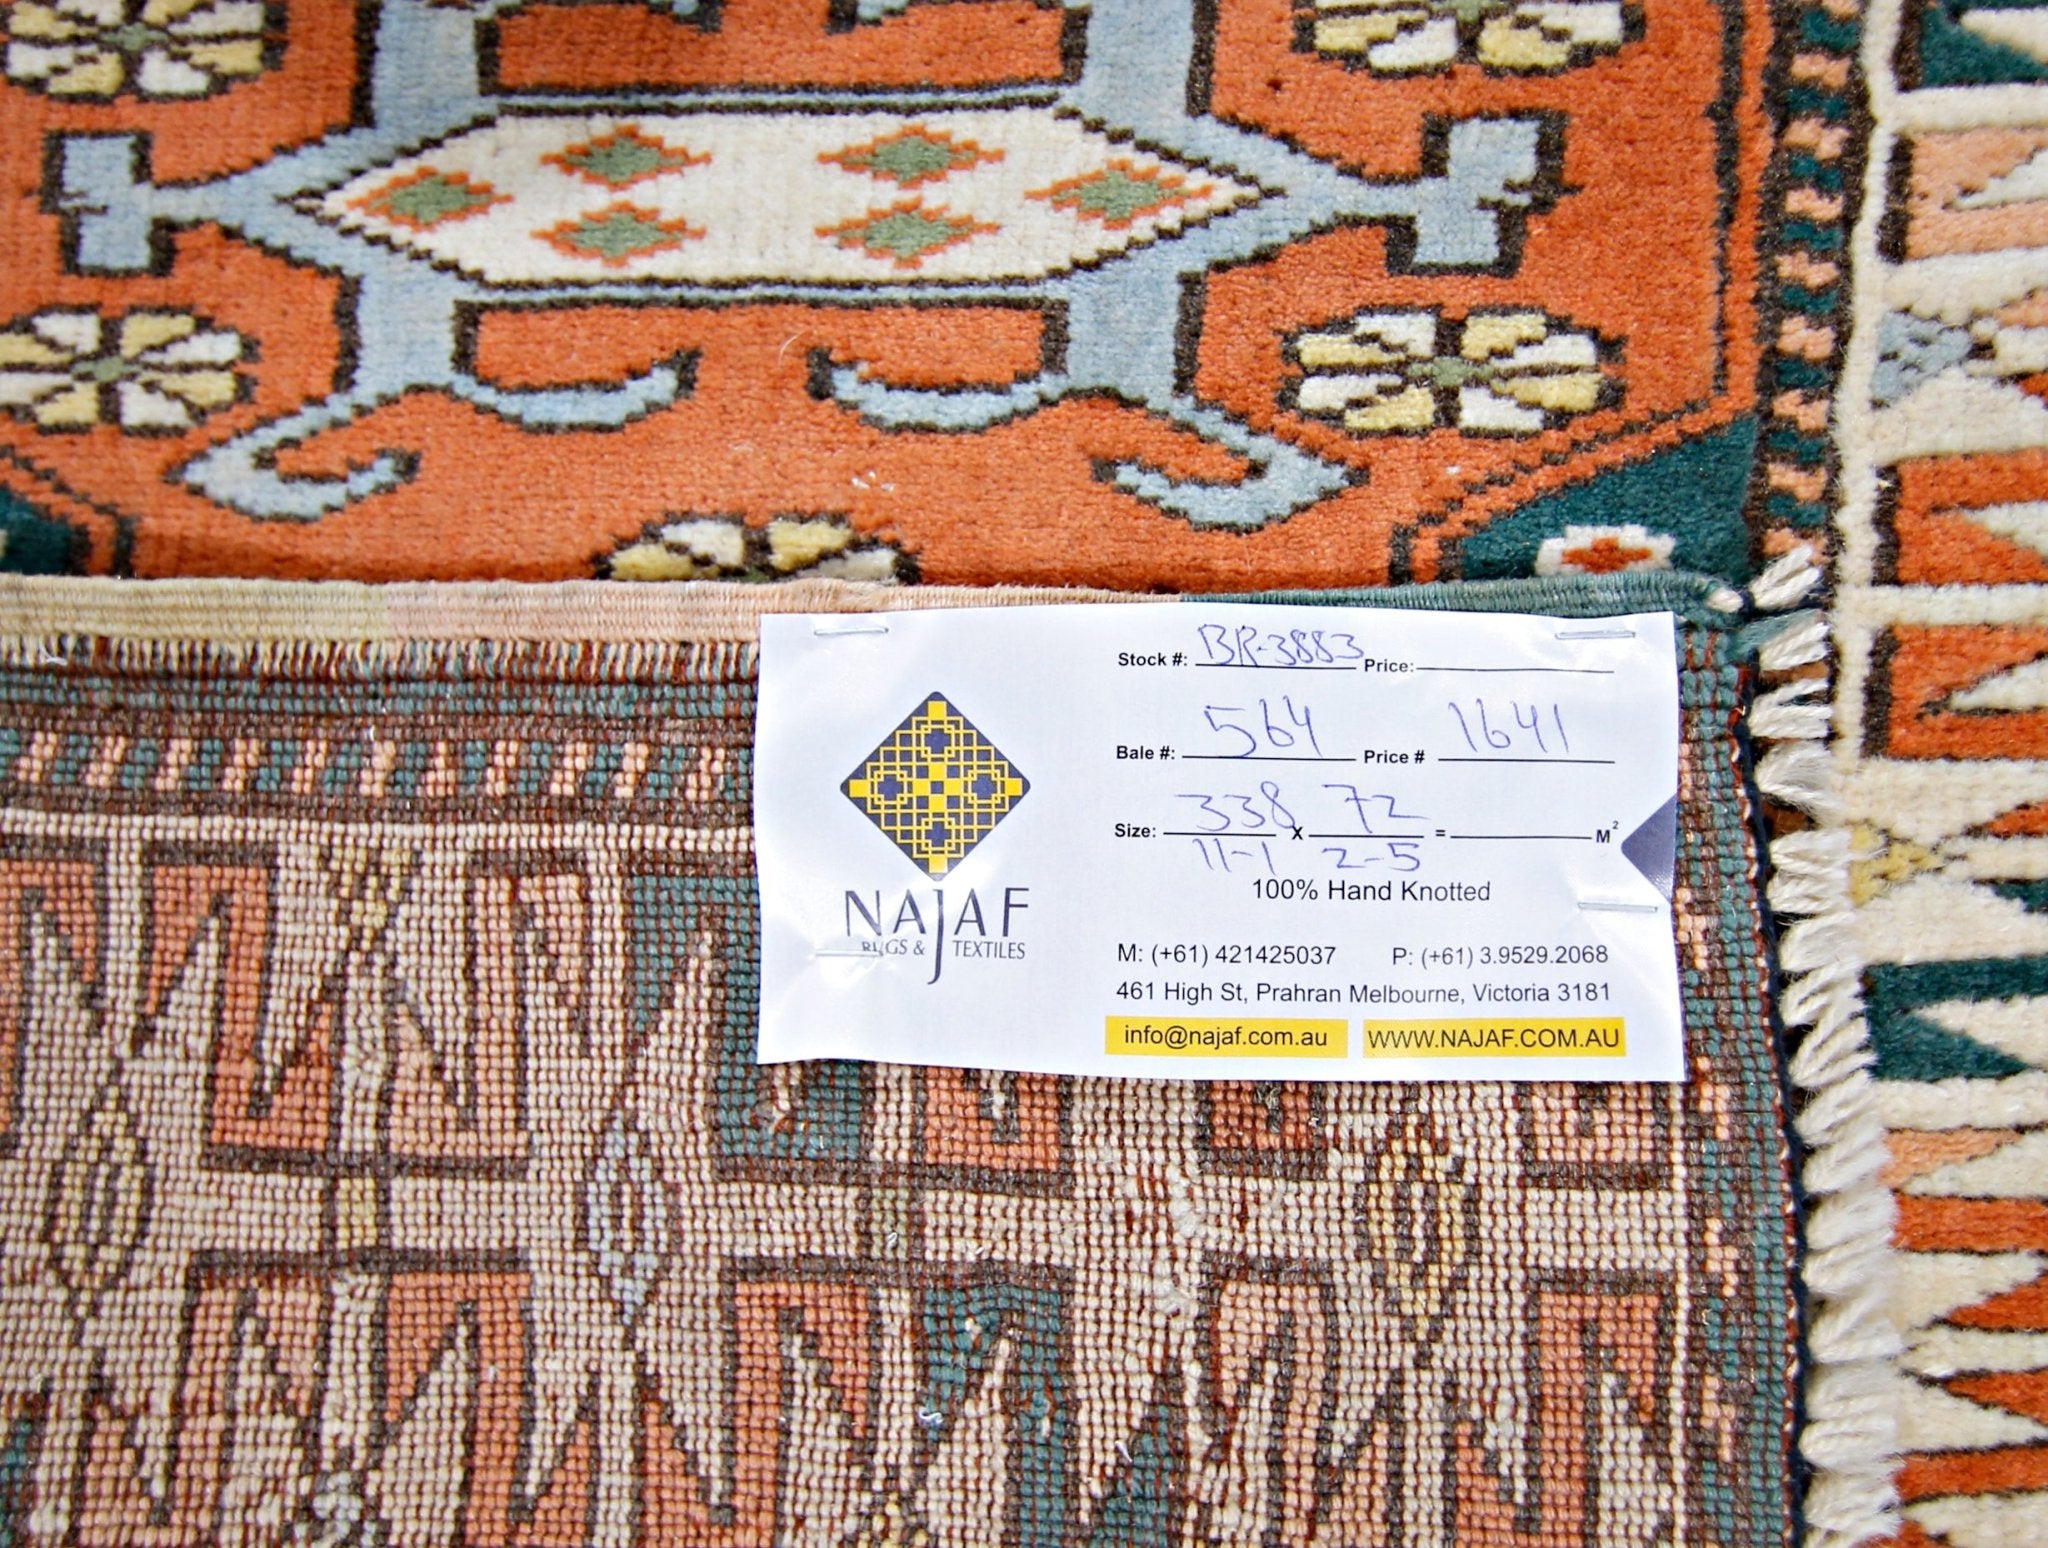 Stock #: BR-3883 Price:
Bale #: 564 Price # 1641
Size: 338 x 72 = M²
11-1 2-5
100% Hand Knotted
NAJAF
RUGS & TEXTILES
M: (+61) 421425037 P: (+61) 3.9529.2068
461 High St, Prahran Melbourne, Victoria 3181
info@najaf.com.au WWW.NAJAF.COM.AU